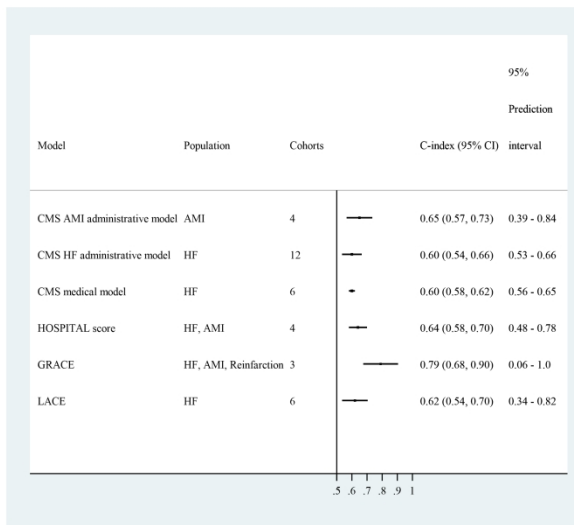 95%
Prediction
Model Population Cohorts C-index (95% CI) interval
CMS AMI administrative model AMI 4 0.65 (0.57, 0.73) 0.39 - 0.84
CMS HF administrative model HF 12 0.60 (0.54, 0.66) 0.53 - 0.66
CMS medical model HF 6 0.60 (0.58, 0.62) 0.56 - 0.65
HOSPITAL score HF, AMI 4 0.64 (0.58, 0.70) 0.48 - 0.78
GRACE HF, AMI, Reinfarction 3 0.79 (0.68, 0.90) 0.06 - 1.0
LACE HF 6 0.62 (0.54, 0.70) 0.34 - 0.82
.5 .6 .7 .8 .9 1